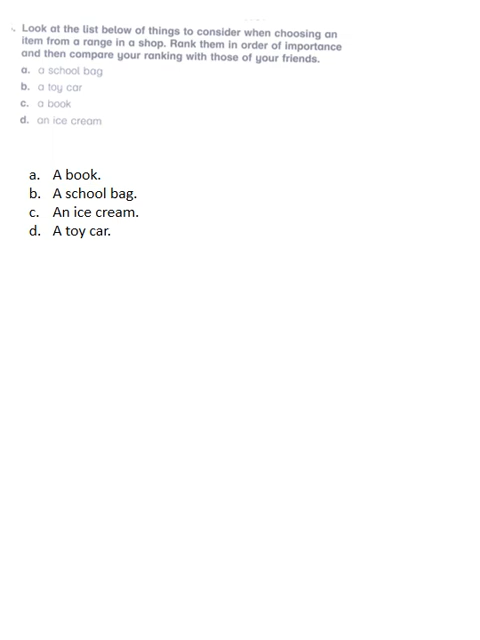 Look at the list below of things to consider when choosing an
item from a range in a shop. Rank them in order of importance
and then compare your ranking with those of your friends.
a. a school bag
b. a toy car
c. a book
d. an ice cream
a. A book.
b. A school bag.
c. An ice cream.
d. A toy car.